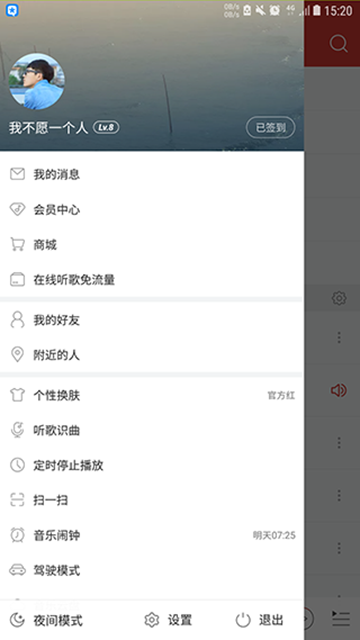 0B/s
0B/s
4G
15:20
我不愿一个人 Lv.8 已签到
我的消息
会员中心
商城
在线听歌免流量
我的好友
附近的人
个性换肤 官方红
听歌识曲
定时停止播放
扫一扫
音乐闹钟 明天07:25
驾驶模式
夜间模式 设置 退出